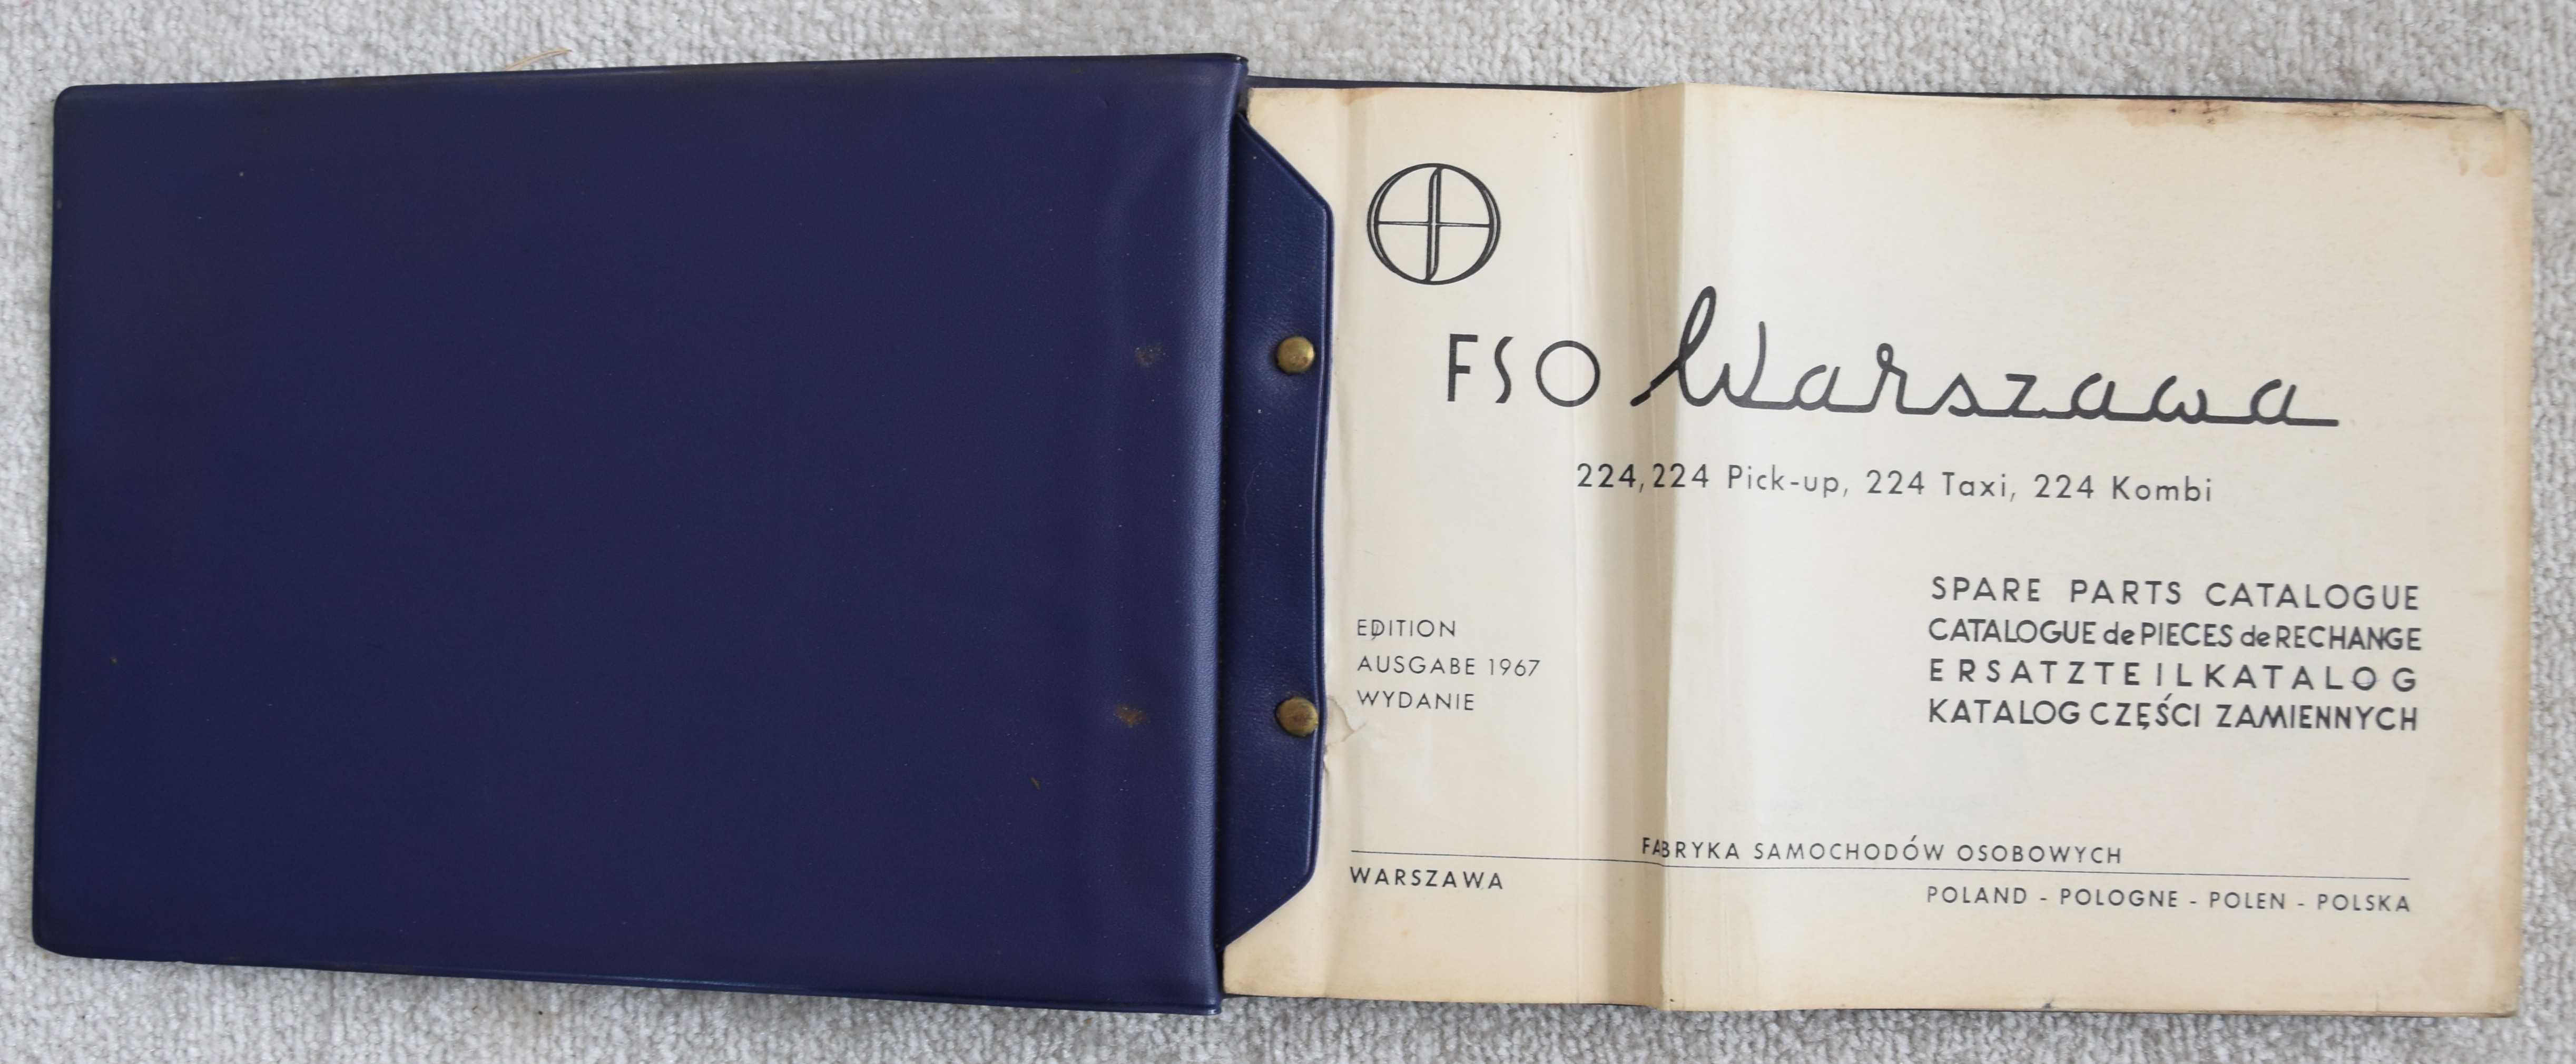 FSO Warszawa
224, 224 Pick-up, 224 Taxi, 224 Kombi
SPARE PARTS CATALOGUE
CATALOGUE de PIECES de RECHANGE
ERSATZTEILKATALOG
KATALOG CZĘŚCI ZAMIENNYCH
EDITION
AUSGABE 1967
WYDANIE
FABRYKA SAMOCHODÓW OSOBOWYCH
WARSZAWA
POLAND - POLOGNE - POLEN - POLSKA